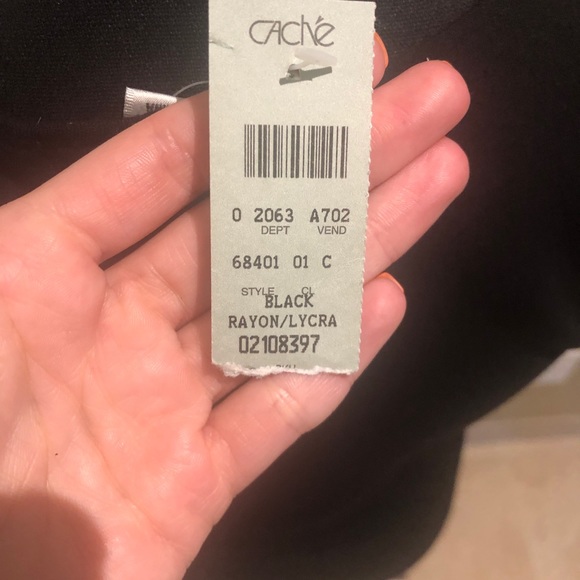 Caché
0 2063 A702
DEPT VEND
68401 01 C
STYLE CL
BLACK
RAYON/LYCRA
02108397